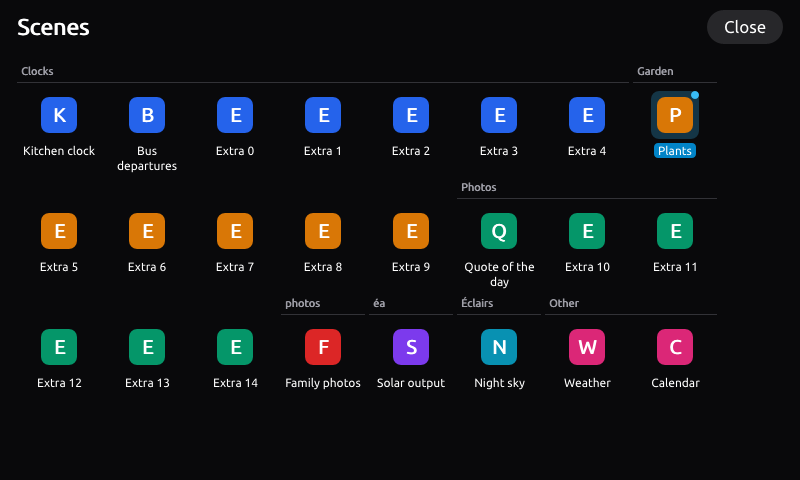 Scenes
Close
Clocks
Garden
K
B
E
E
E
E
E
P
Kitchen clock
Bus
departures
Extra 0
Extra 1
Extra 2
Extra 3
Extra 4
Plants
Photos
E
E
E
E
E
Q
E
E
Extra 5
Extra 6
Extra 7
Extra 8
Extra 9
Quote of the
day
Extra 10
Extra 11
photos
éa
Éclairs
Other
E
E
E
F
S
N
W
C
Extra 12
Extra 13
Extra 14
Family photos
Solar output
Night sky
Weather
Calendar